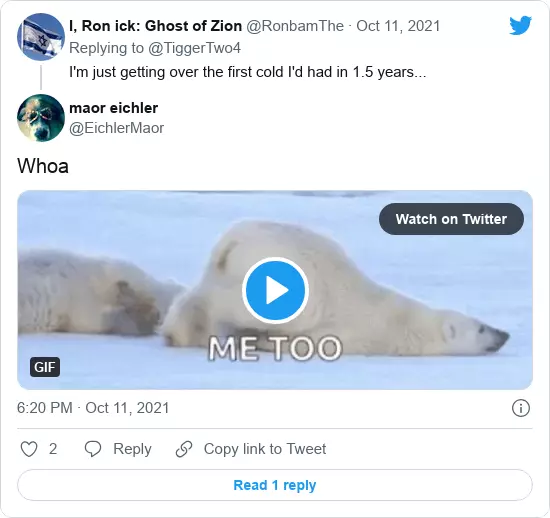 I, Ron ick: Ghost of Zion @RonbamThe · Oct 11, 2021
Replying to @TiggerTwo4
I'm just getting over the first cold I'd had in 1.5 years...
maor eichler
@EichlerMaor
Whoa
Watch on Twitter
ME TOO
GIF
6:20 PM · Oct 11, 2021
2 Reply Copy link to Tweet
Read 1 reply